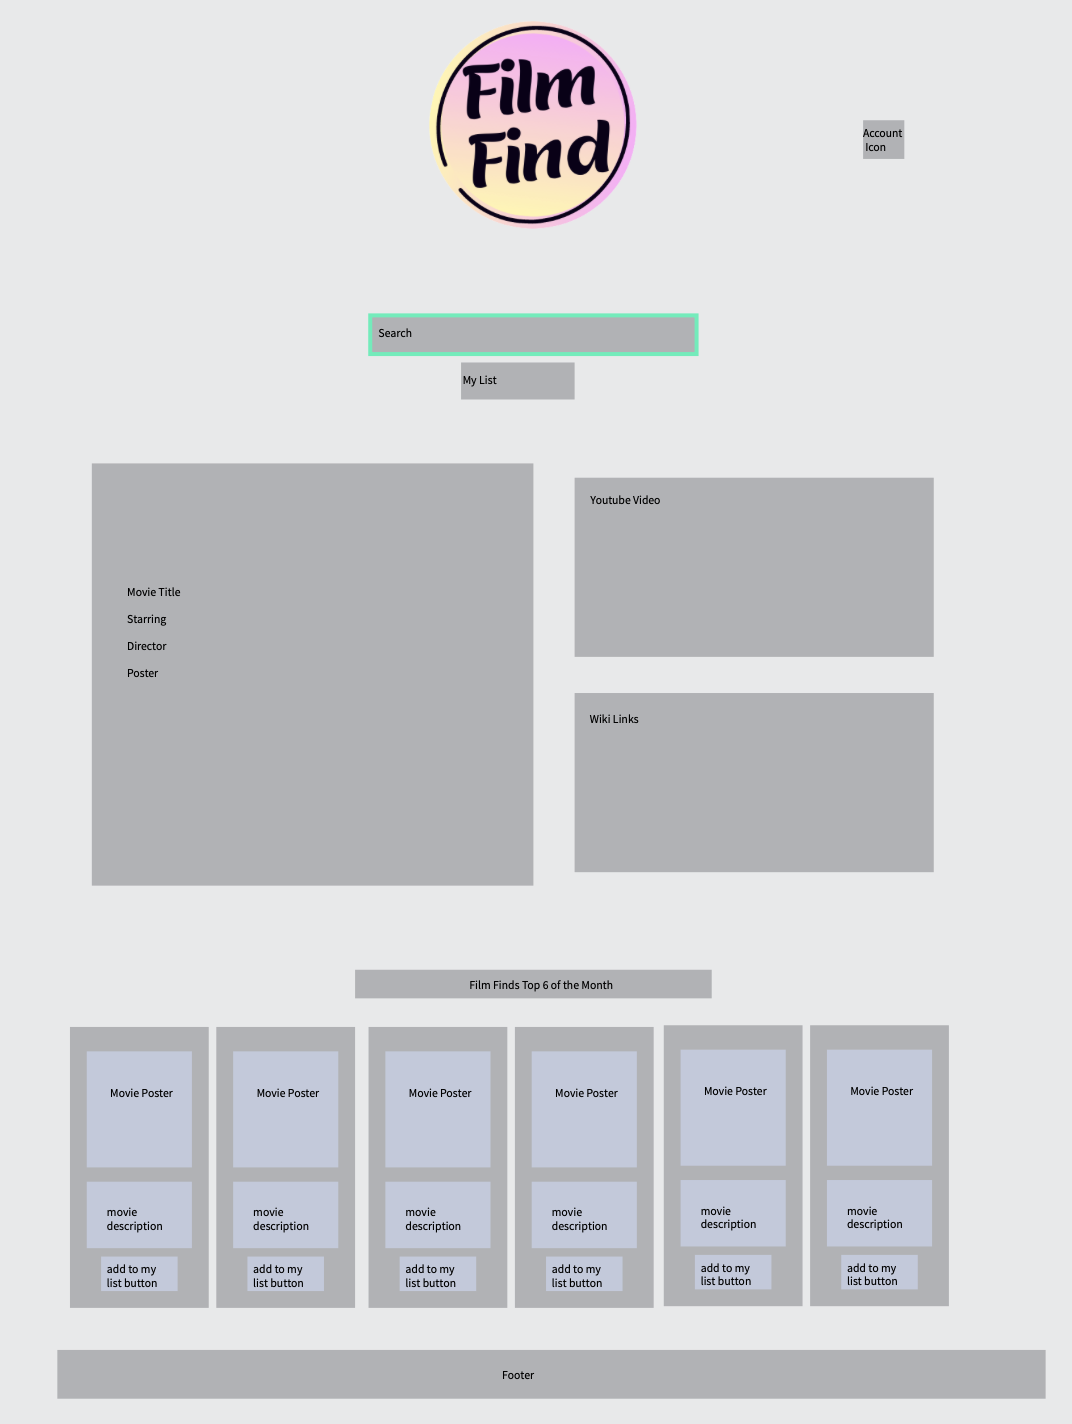 Film
Find
Account
Icon
Search
My List
Youtube Video
Movie Title
Starring
Director
Poster
Wiki Links
Film Finds Top 6 of the Month
Movie Poster
movie
description
add to my
list button
Movie Poster
movie
description
add to my
list button
Movie Poster
movie
description
add to my
list button
Movie Poster
movie
description
add to my
list button
Movie Poster
movie
description
add to my
list button
Movie Poster
movie
description
add to my
list button
Footer